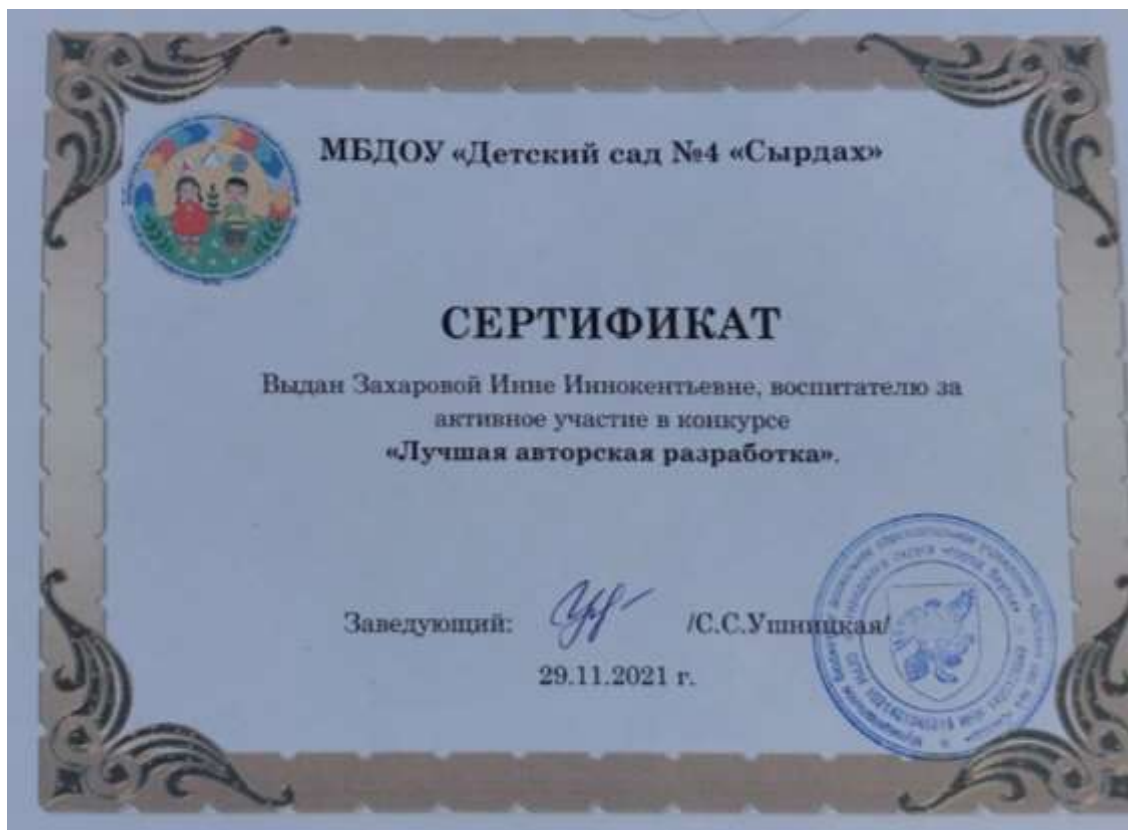 МБДОУ «Детский сад №4 «Сырдах»
СЕРТИФИКАТ
Выдан Захаровой Инне Иннокентьевне, воспитателю за
активное участие в конкурсе
«Лучшая авторская разработка».
Заведующий:
/С.С.Ушницкая/
29.11.2021 г.